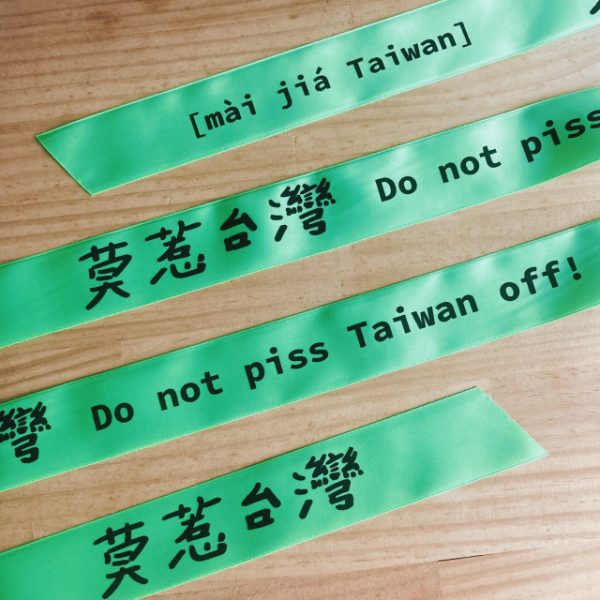 [mài jiá Taiwan]
莫惹台灣 Do not piss
灣 Do not piss Taiwan off!
莫惹台灣